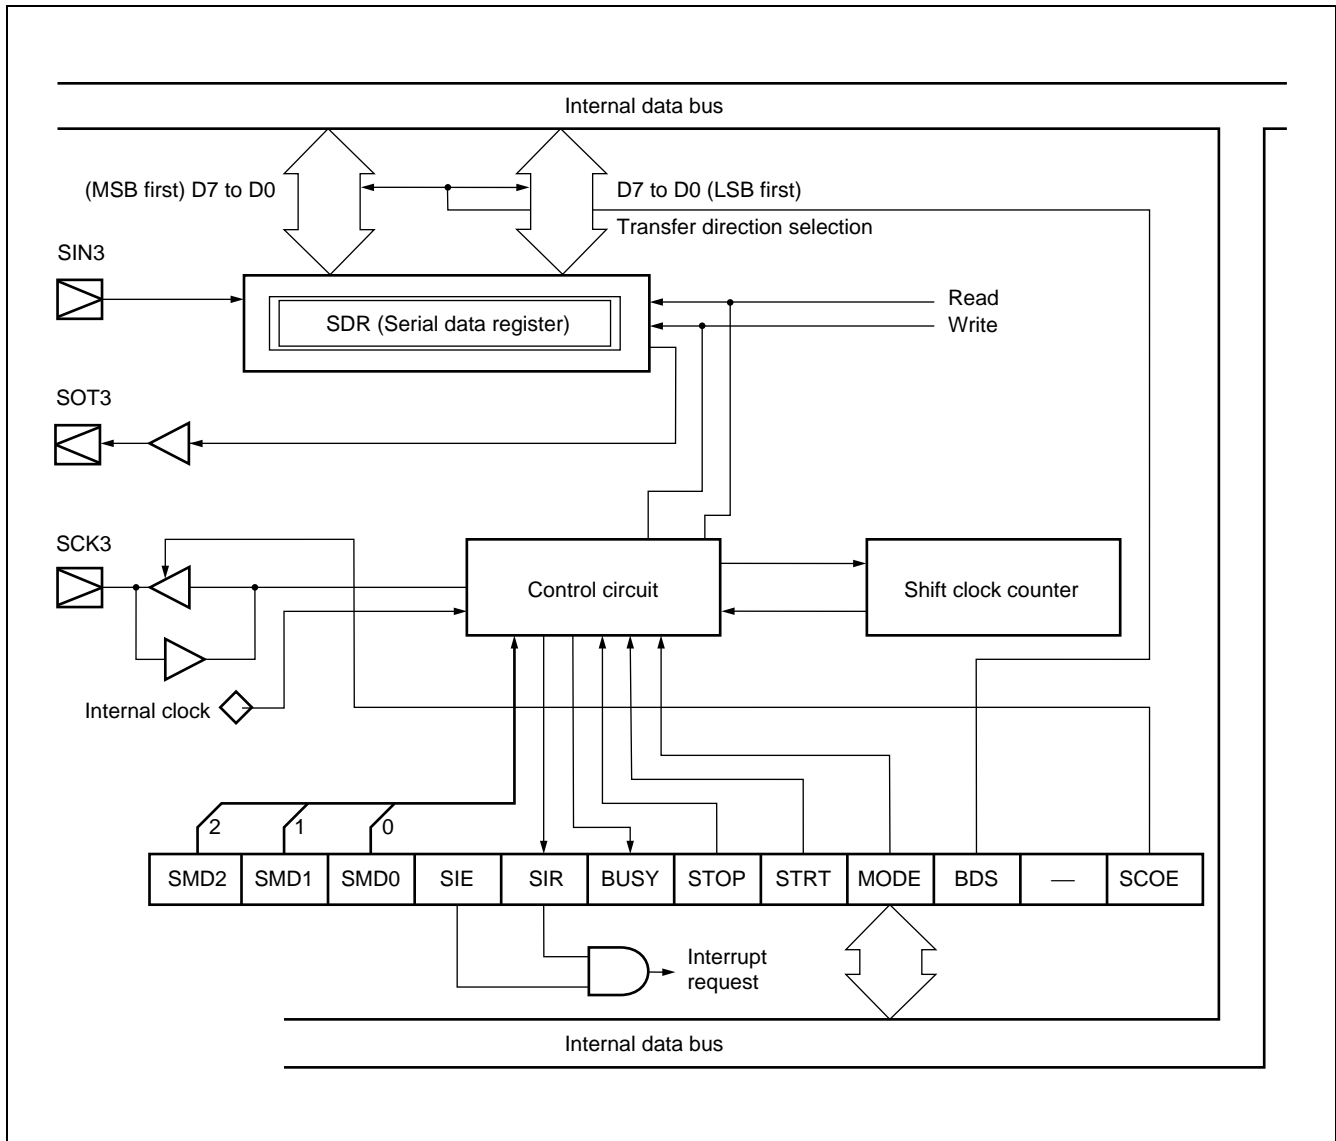 Internal data bus
(MSB first) D7 to D0
D7 to D0 (LSB first)
Transfer direction selection
SIN3
SDR (Serial data register)
Read
Write
SOT3
SCK3
Control circuit
Shift clock counter
Internal clock
2 1 0
SMD2 SMD1 SMD0 SIE SIR BUSY STOP STRT MODE BDS — SCOE
Interrupt
request
Internal data bus